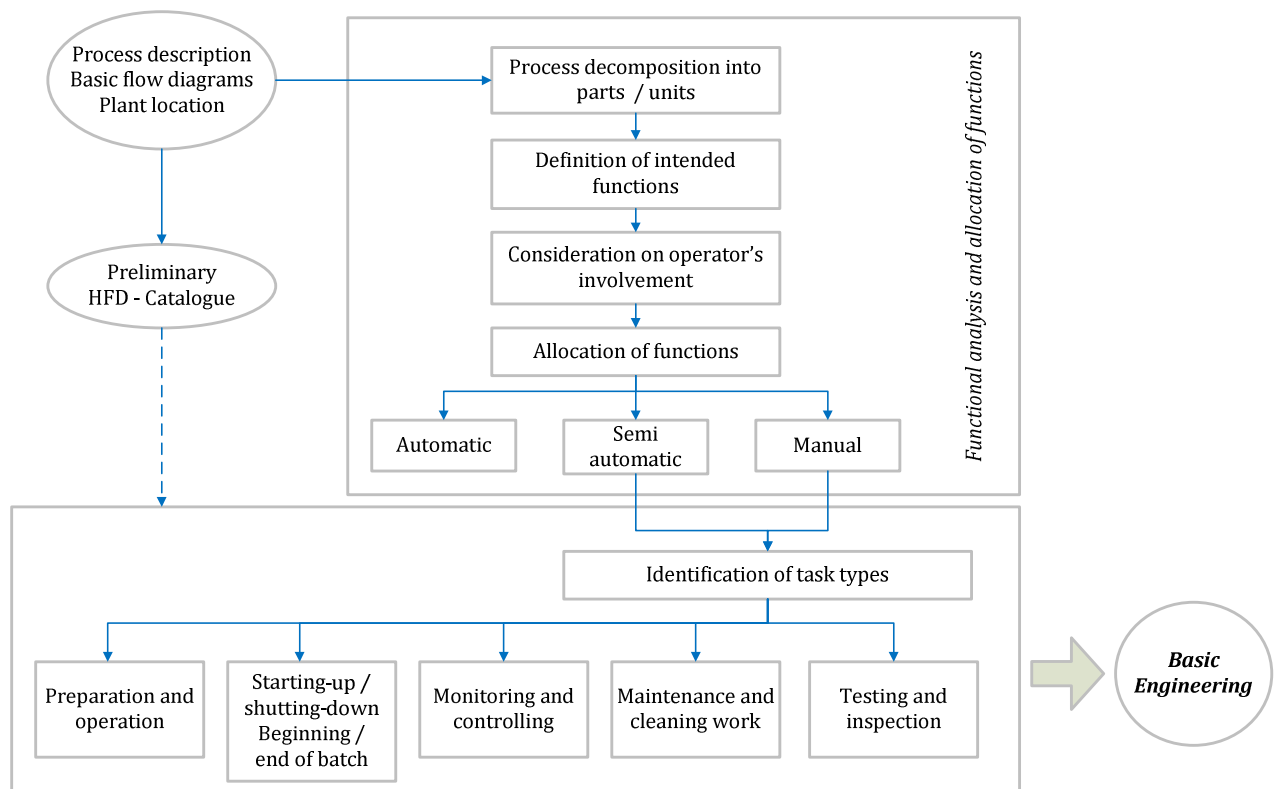 Process description
Basic flow diagrams
Plant location
Process decomposition into
parts / units
Definition of intended
functions
Consideration on operator's
involvement
Allocation of functions
Automatic
Semi
automatic
Manual
Functional analysis and allocation of functions
Preliminary
HFD - Catalogue
Identification of task types
Preparation and
operation
Starting-up /
shutting-down
Beginning /
end of batch
Monitoring and
controlling
Maintenance and
cleaning work
Testing and
inspection
Basic
Engineering